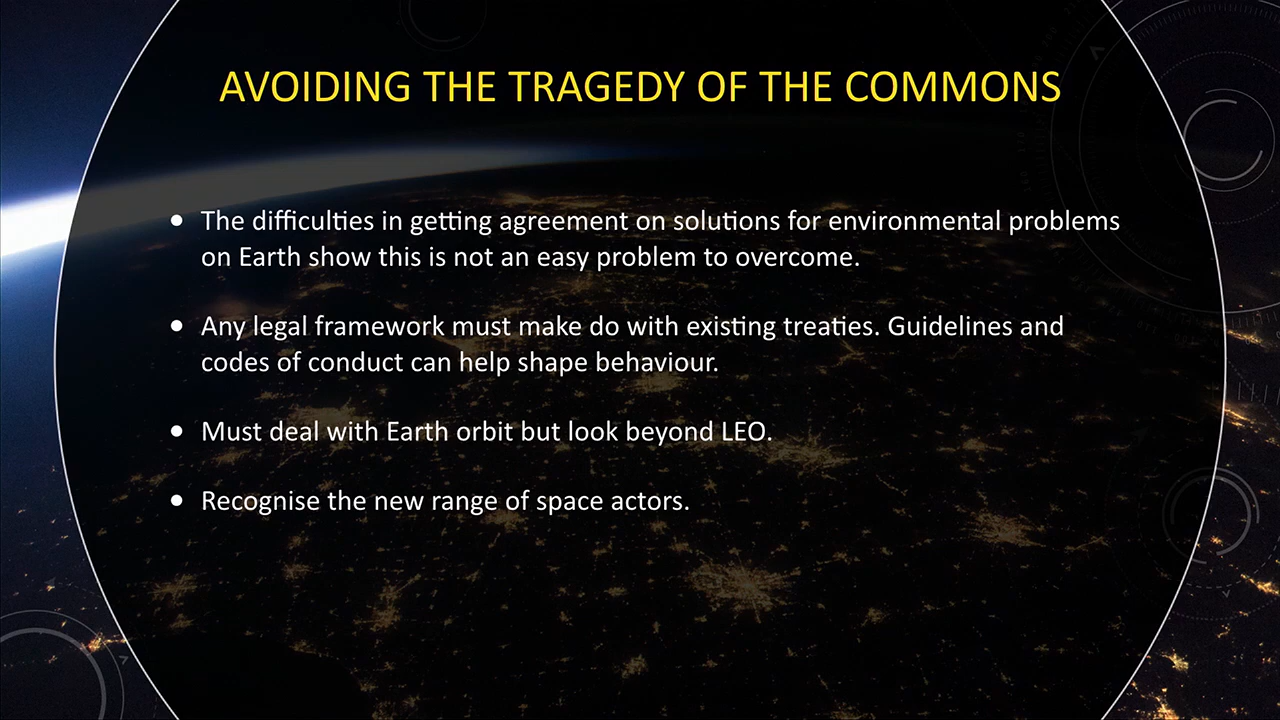 AVOIDING THE TRAGEDY OF THE COMMONS
• The difficulties in getting agreement on solutions for environmental problems
on Earth show this is not an easy problem to overcome.
• Any legal framework must make do with existing treaties. Guidelines and
codes of conduct can help shape behaviour.
• Must deal with Earth orbit but look beyond LEO.
• Recognise the new range of space actors.